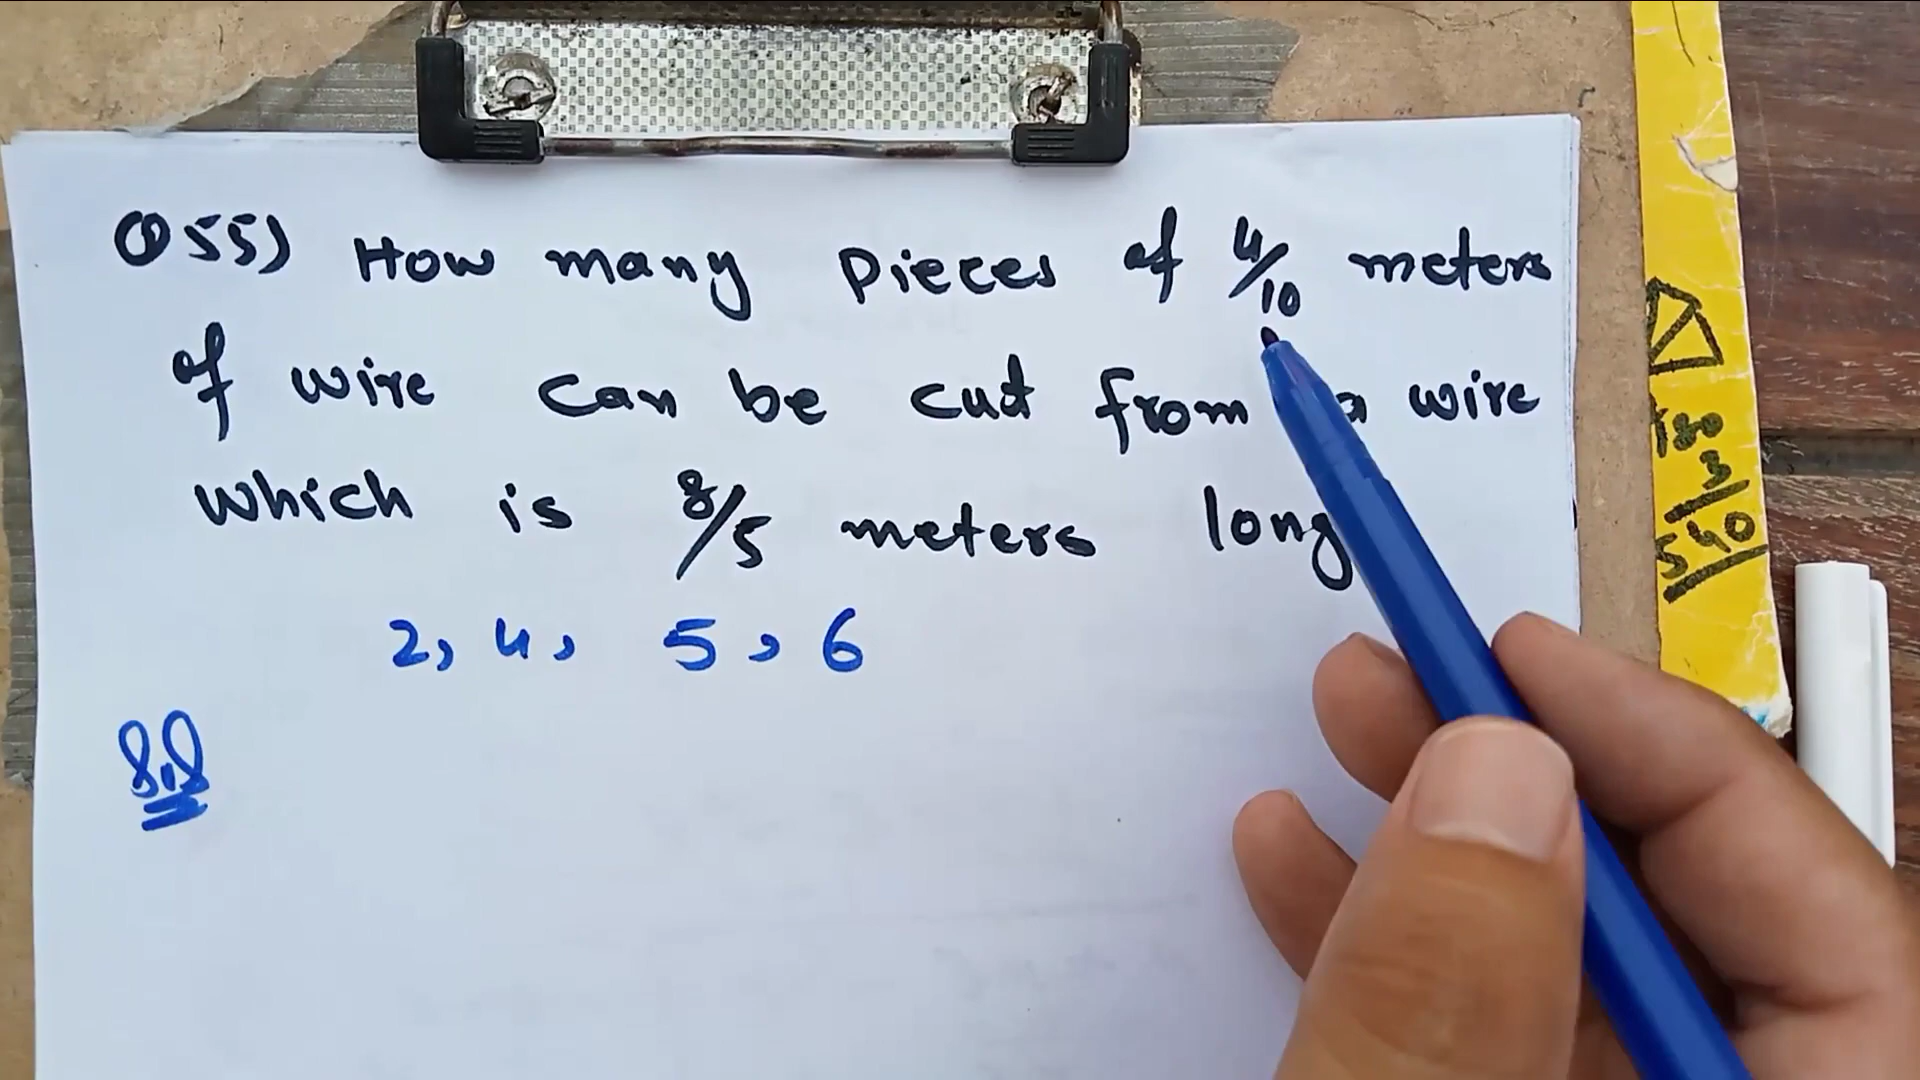 Q55) How many pieces of 4/10 meters
of wire can be cut from a wire
which is 8/5 meters long
2, 4, 5, 6
Sol
180
3
540